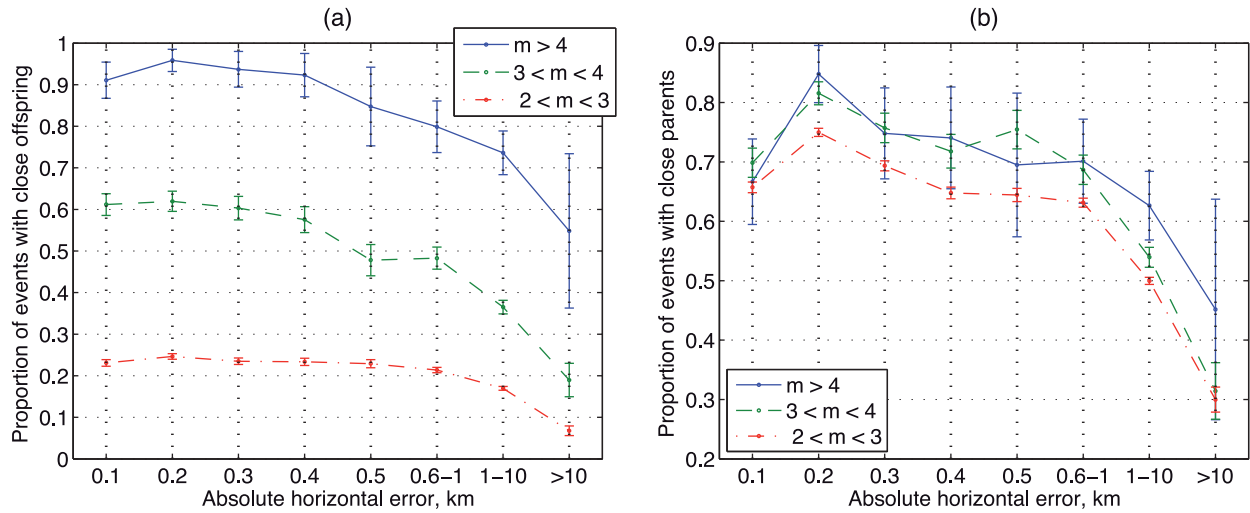 (a)
Proportion of events with close offspring
1
0.9
0.8
0.7
0.6
0.5
0.4
0.3
0.2
0.1
0
m > 4
3 < m < 4
2 < m < 3
0.1 0.2 0.3 0.4 0.5 0.6−1 1−10 >10
Absolute horizontal error, km
(b)
Proportion of events with close parents
0.9
0.8
0.7
0.6
0.5
0.4
0.3
0.2
m > 4
3 < m < 4
2 < m < 3
0.1 0.2 0.3 0.4 0.5 0.6−1 1−10 >10
Absolute horizontal error, km